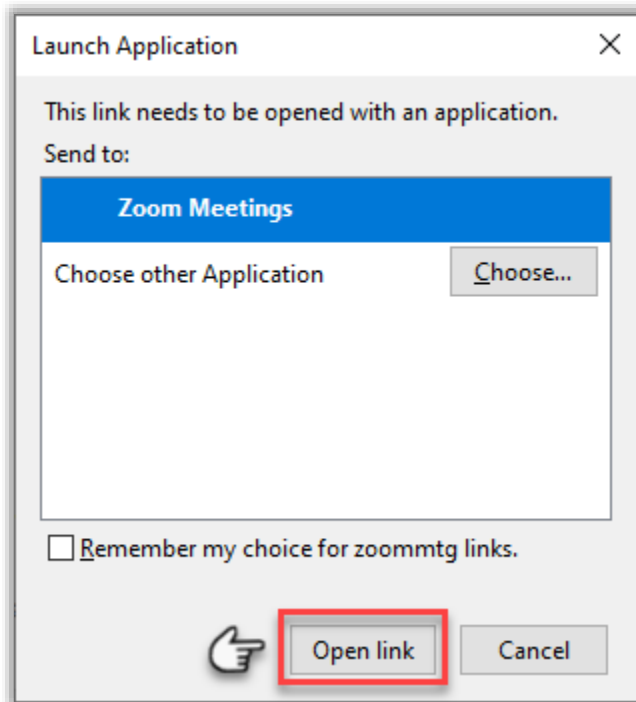 Launch Application
This link needs to be opened with an application.
Send to:
Zoom Meetings
Choose other Application
Choose...
Remember my choice for zoommtg links.
Open link
Cancel